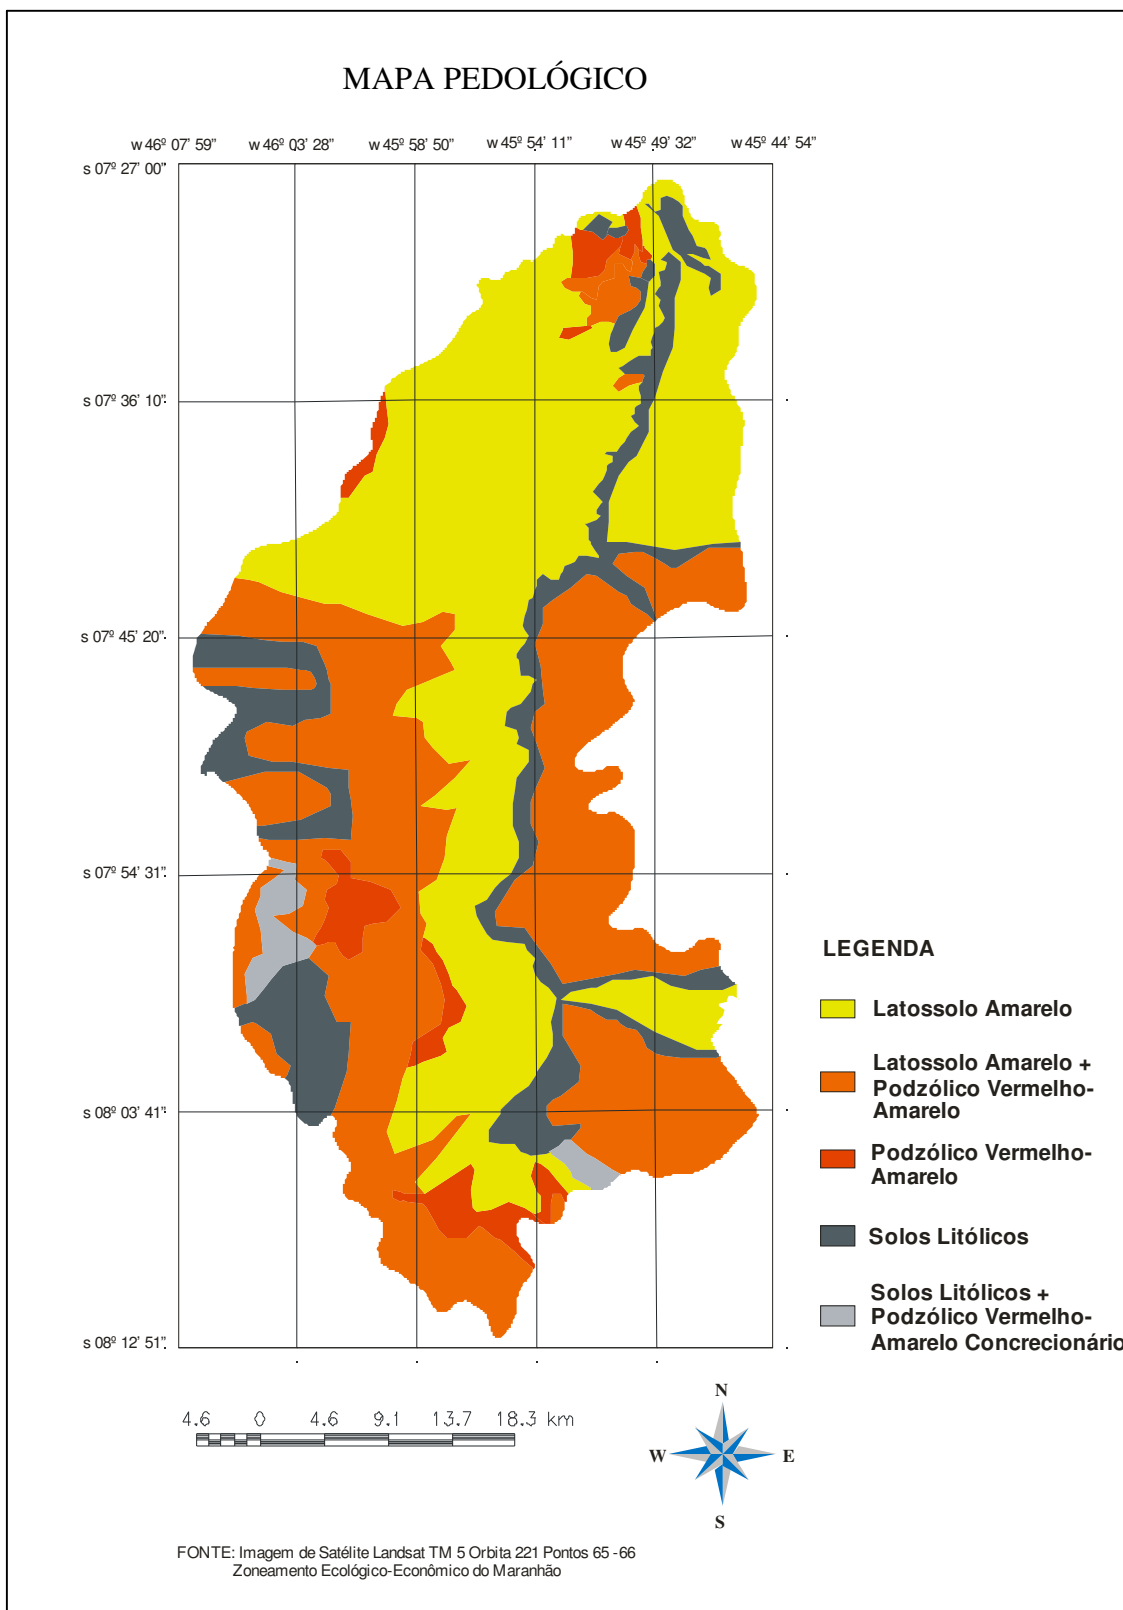 MAPA PEDOLÓGICO
w 46º 07' 59" w 46º 03' 28" w 45º 58' 50" w 45º 54' 11" w 45º 49' 32" w 45º 44' 54"
s 07º 27' 00"
s 07º 36' 10"
s 07º 45' 20"
s 07º 54' 31"
s 08º 03' 41"
s 08º 12' 51"
LEGENDA
Latossolo Amarelo
Latossolo Amarelo +
Podzólico Vermelho-
Amarelo
Podzólico Vermelho-
Amarelo
Solos Litólicos
Solos Litólicos +
Podzólico Vermelho-
Amarelo Concrecionário
4.6 0 4.6 9.1 13.7 18.3 km
N
W E
S
FONTE: Imagem de Satélite Landsat TM 5 Orbita 221 Pontos 65 -66
Zoneamento Ecológico-Econômico do Maranhão